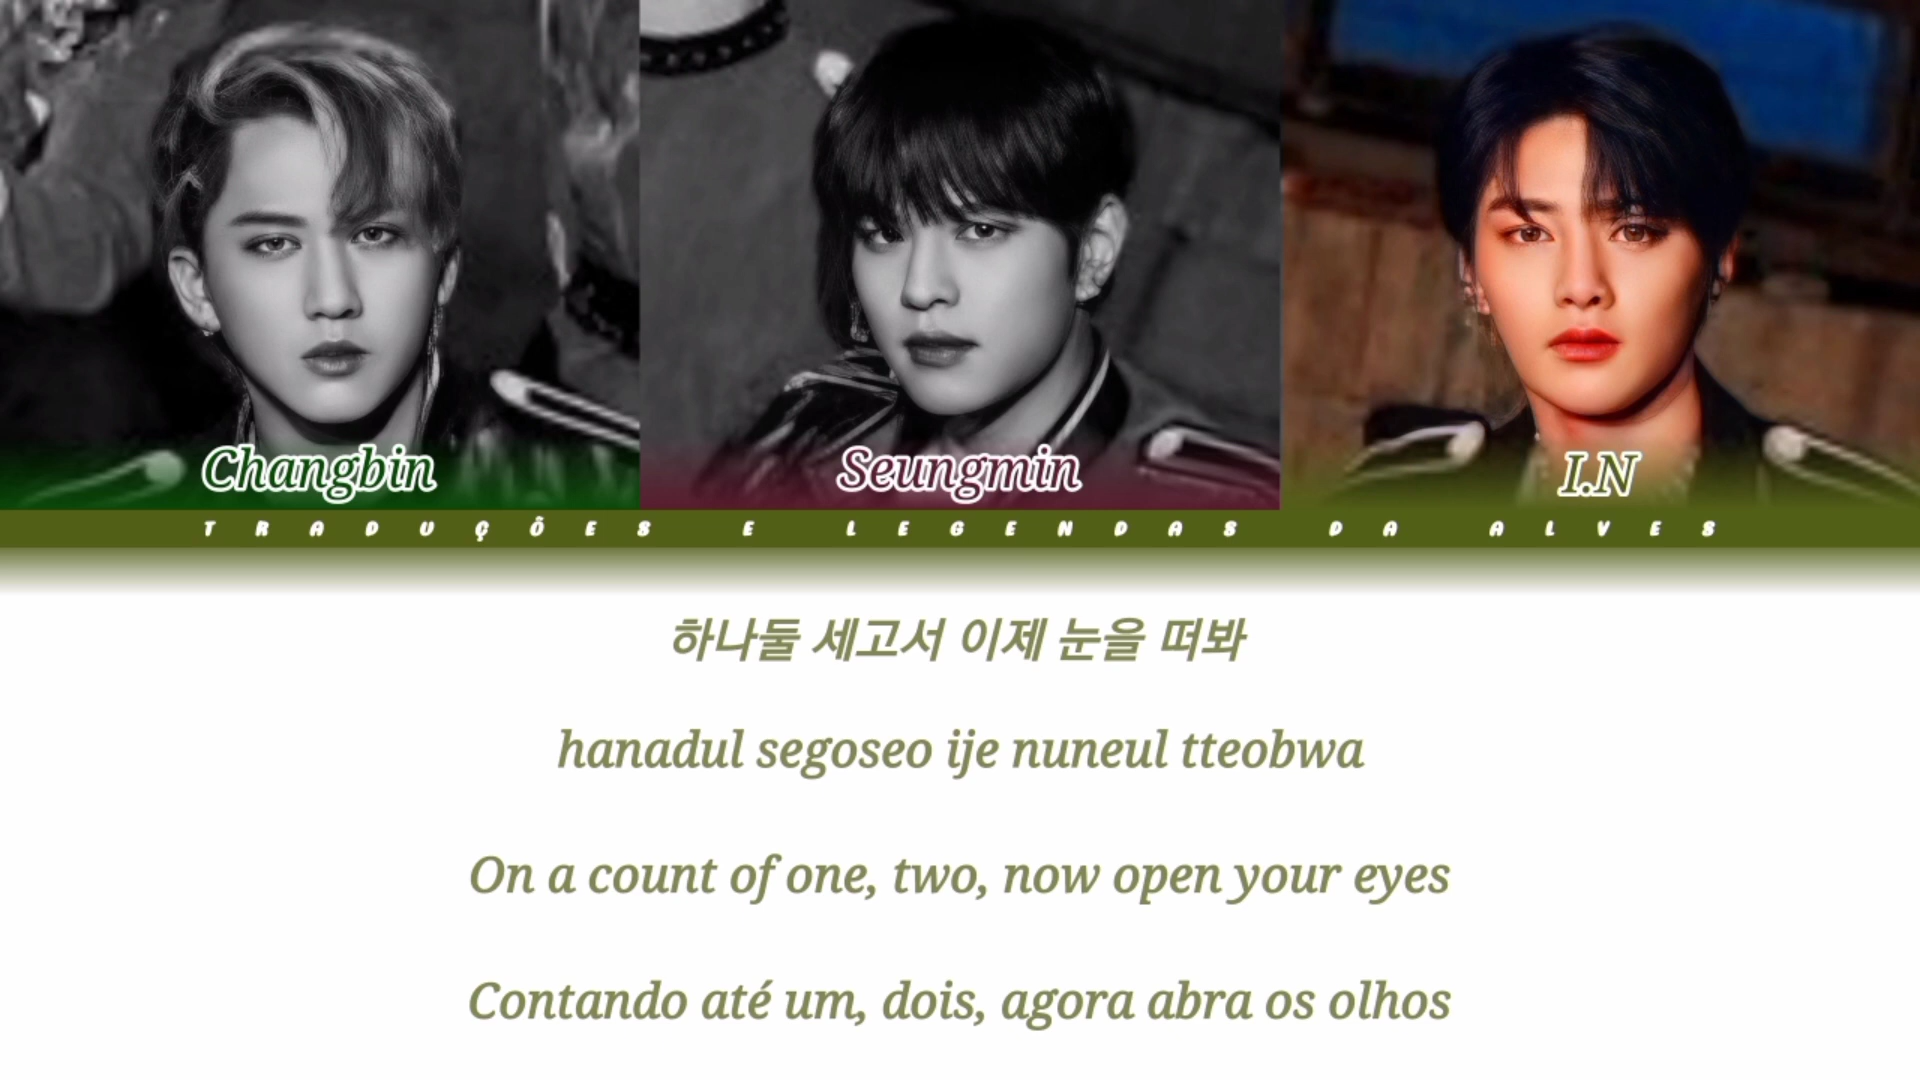 Changbin
Seungmin
I.N
TRADUÇÕES E LEGENDAS DA ALVES
하나둘 세고서 이제 눈을 떠봐
hanadul segoseo ije nuneul tteobwa
On a count of one, two, now open your eyes
Contando até um, dois, agora abra os olhos